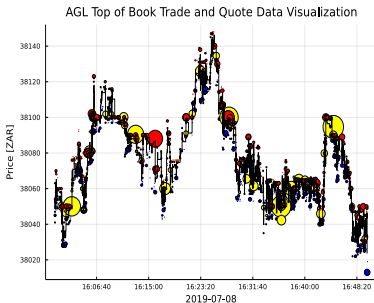 AGL Top of Book Trade and Quote Data Visualization
38140
38120
38100
38080
38060
38040
38020
Price [ZAR]
16:06:40 16:15:00 16:23:20 16:31:40 16:40:00 16:48:20
2019-07-08